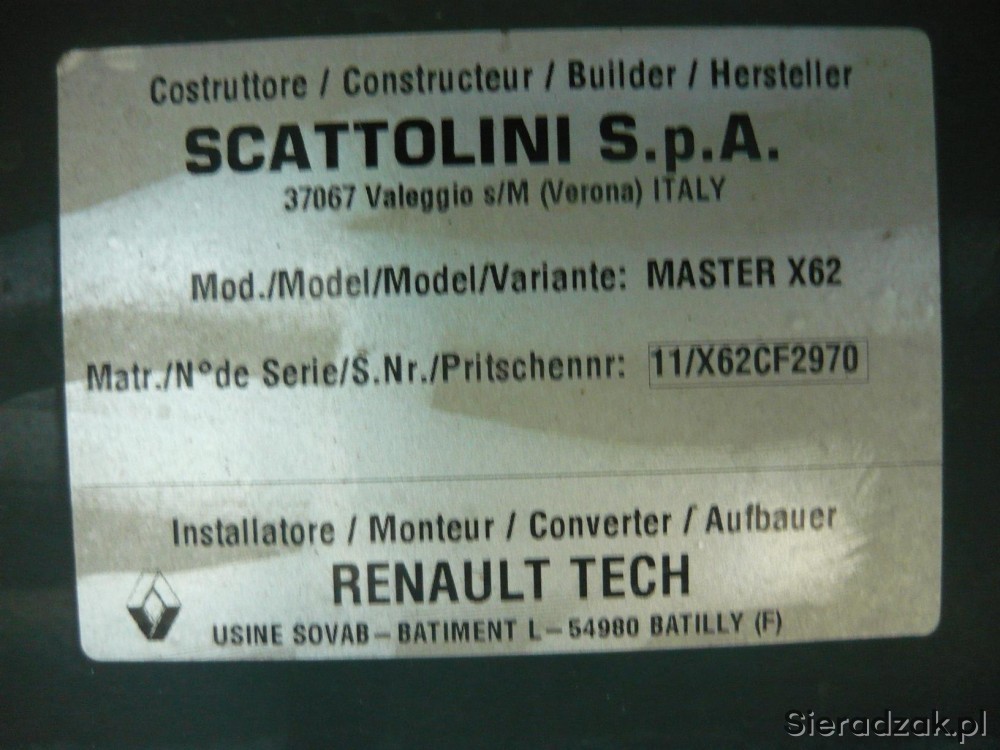 Costruttore / Constructeur / Builder / Hersteller
SCATTOLINI S.p.A.
37067 Valeggio s/M (Verona) ITALY
Mod./Model/Model/Variante: MASTER X62
Matr./N°de Serie/S.Nr./Pritschennr: 11/X62CF2970
Installatore / Monteur / Converter / Aufbauer
RENAULT TECH
USINE SOVAB – BATIMENT L – 54980 BATILLY (F)
Sieradzak.pl